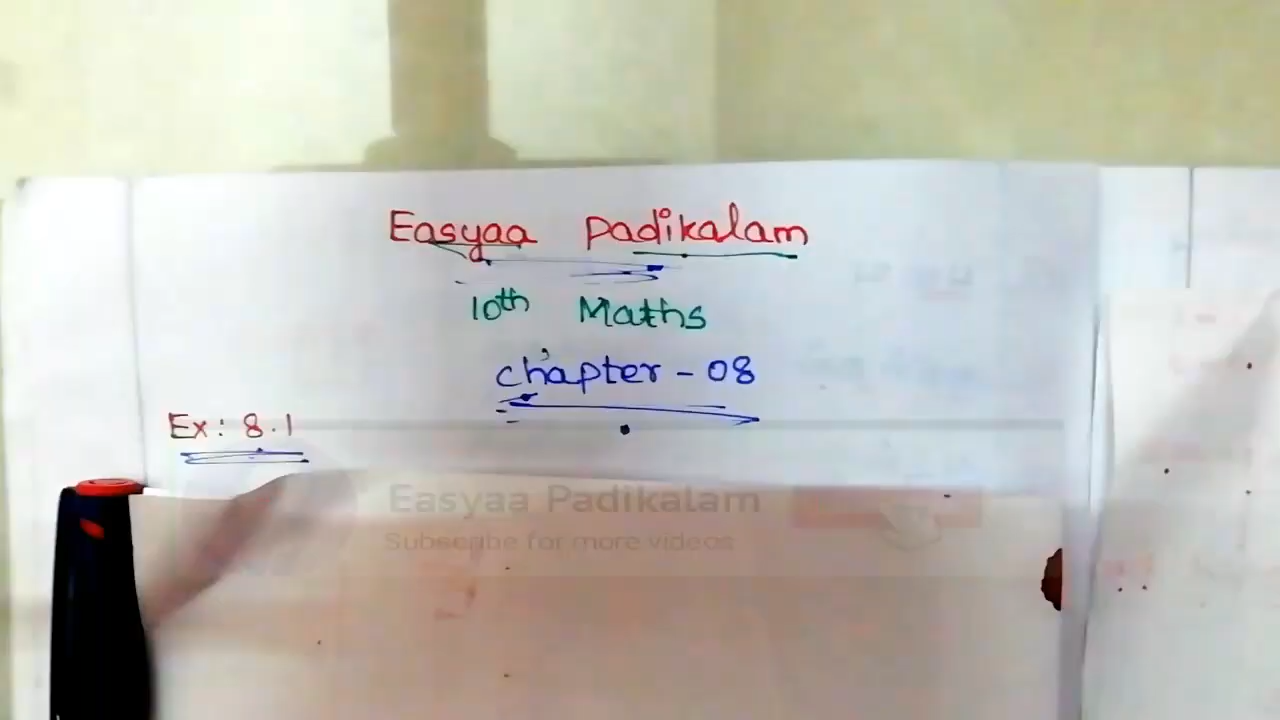 Easyaa Padikalam
10th Maths
chapter - 08
Ex: 8.1
Easyaa Padikalam
Subscribe for more videos